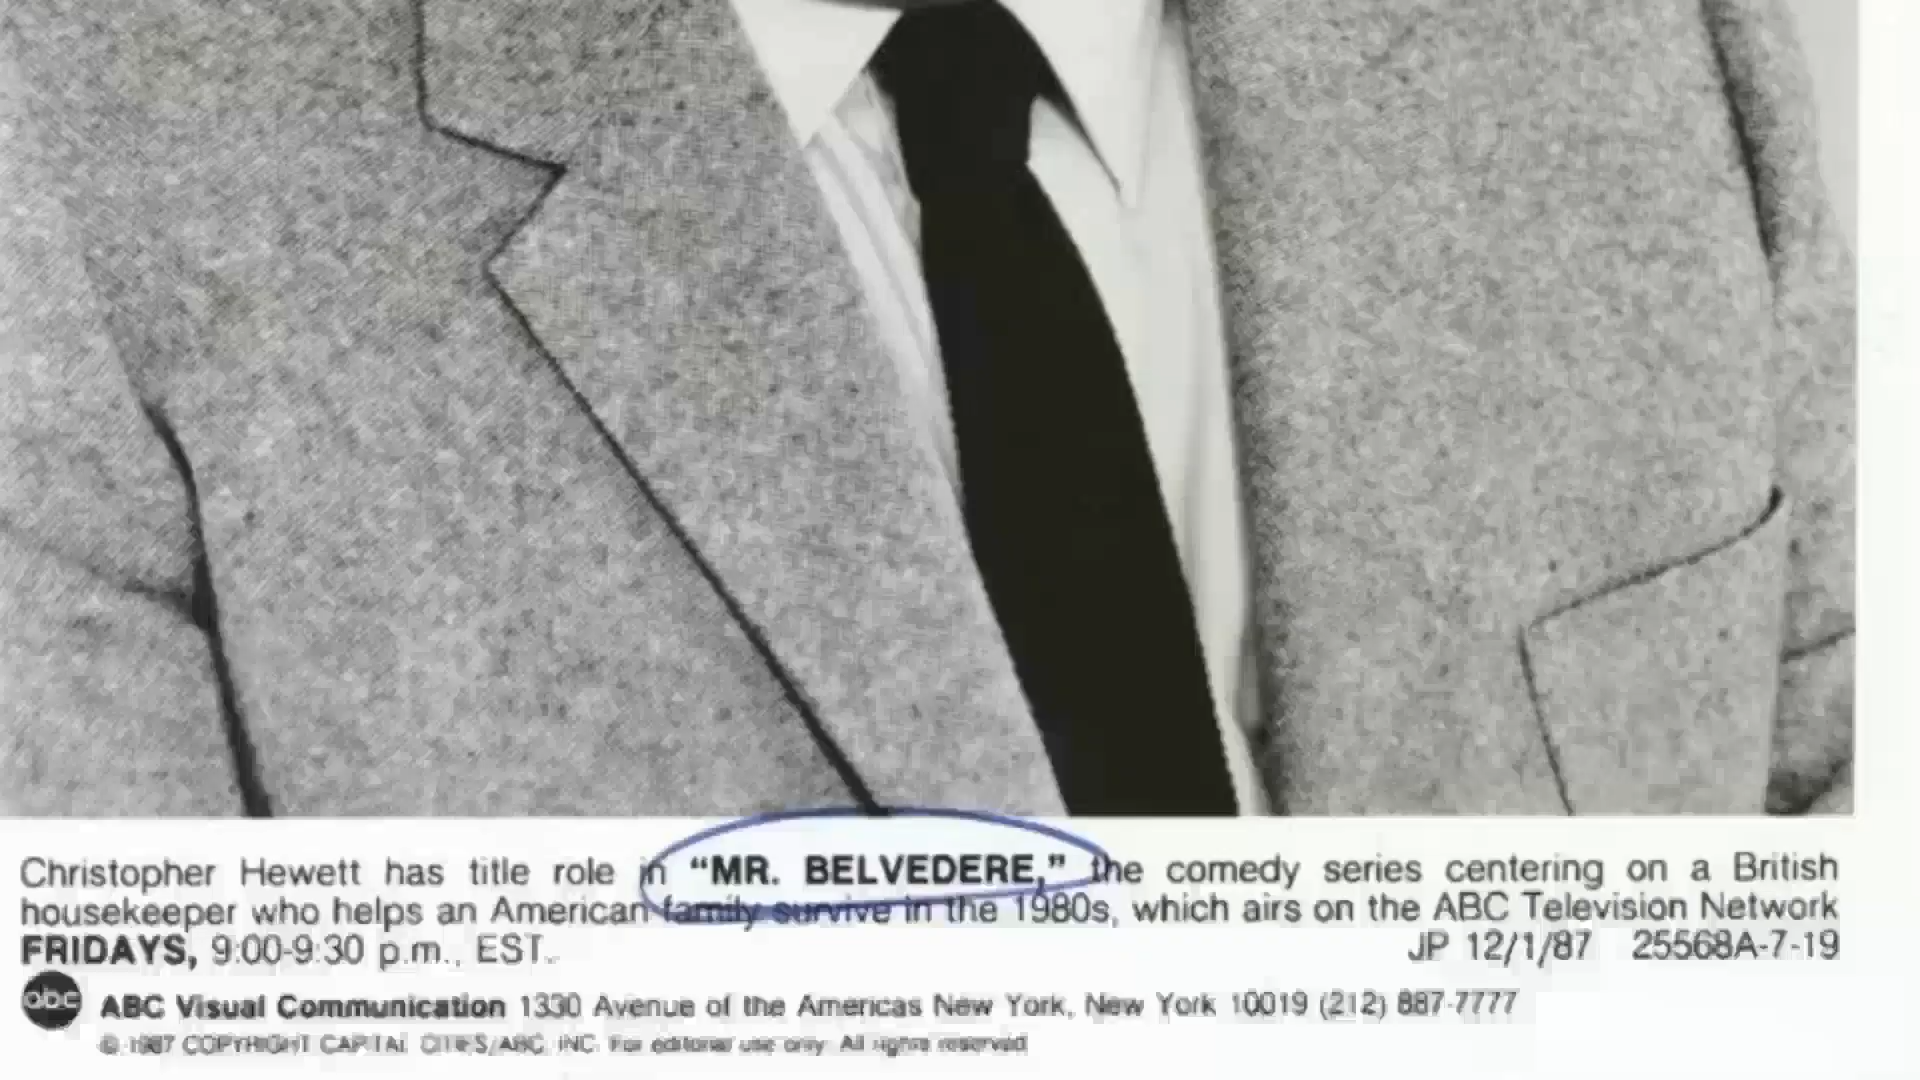 Christopher Hewett has title role in “MR. BELVEDERE,” the comedy series centering on a British
housekeeper who helps an American family survive in the 1980s, which airs on the ABC Television Network
FRIDAYS, 9:00-9:30 p.m., EST. JP 12/1/87 25568A-7-19
abc ABC Visual Communication 1330 Avenue of the Americas New York, New York 10019 (212) 887-7777
© 1987 COPYRIGHT CAPITAL CITIES/ABC, INC. For editorial use only. All rights reserved